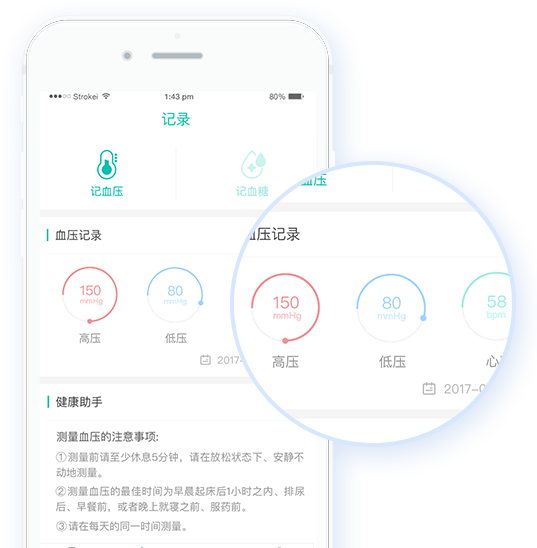 Strokei 1:43 pm 80%
记录
记血压 记血糖
血压记录
150 mmHg
80 mmHg
高压 低压
2017-
健康助手
测量血压的注意事项:
①测量前请至少休息5分钟，请在放松状态下、安静不
动地测量。
②测量血压的最佳时间为早晨起床后1小时之内、排尿
后、早餐前，或者晚上就寝之前、服药前。
③请在每天的同一时间测量。
血压
血压记录
150 mmHg
80 mmHg
58 bpm
高压 低压 心
2017-0